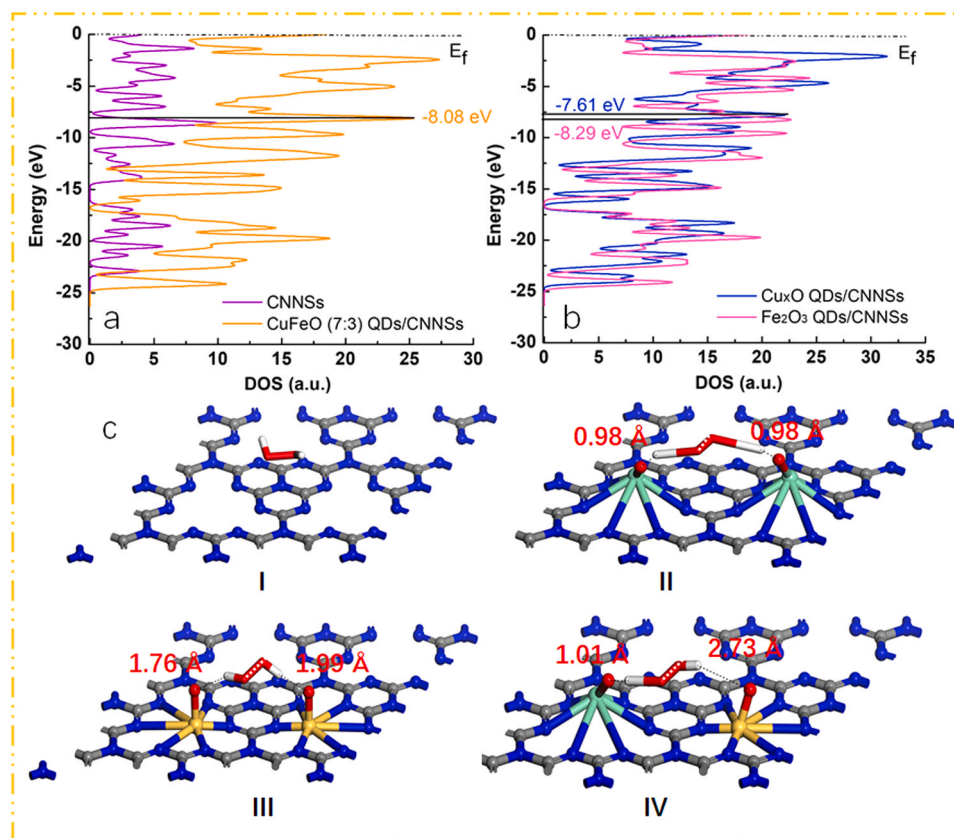 0
-5
-10
-15
-20
-25
-30
Energy (eV)
E_f
-8.08 eV
CNNSs
CuFeO (7:3) QDs/CNNSs
a
0 5 10 15 20 25 30
DOS (a.u.)
0
-5
-10
-15
-20
-25
-30
Energy (eV)
E_f
-7.61 eV
-8.29 eV
CuxO QDs/CNNSs
Fe₂O₃ QDs/CNNSs
b
0 5 10 15 20 25 30 35
DOS (a.u.)
c
I
0.98 Å 0.98 Å
II
1.76 Å 1.99 Å
III
1.01 Å 2.73 Å
IV